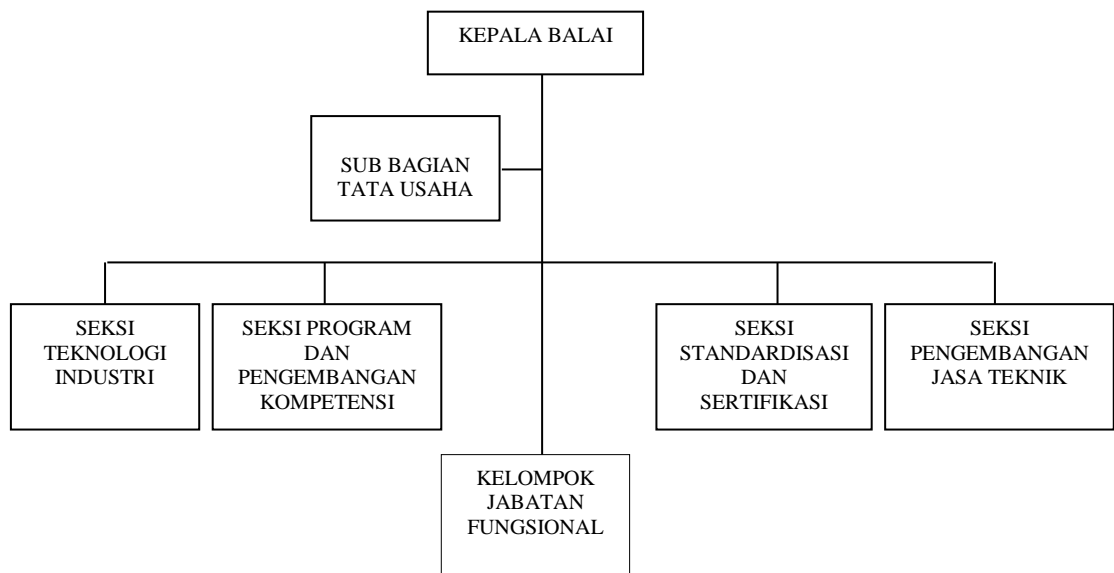 KEPALA BALAI
SUB BAGIAN
TATA USAHA
SEKSI
TEKNOLOGI
INDUSTRI
SEKSI PROGRAM
DAN
PENGEMBANGAN
KOMPETENSI
SEKSI
STANDARDISASI
DAN
SERTIFIKASI
SEKSI
PENGEMBANGAN
JASA TEKNIK
KELOMPOK
JABATAN
FUNGSIONAL